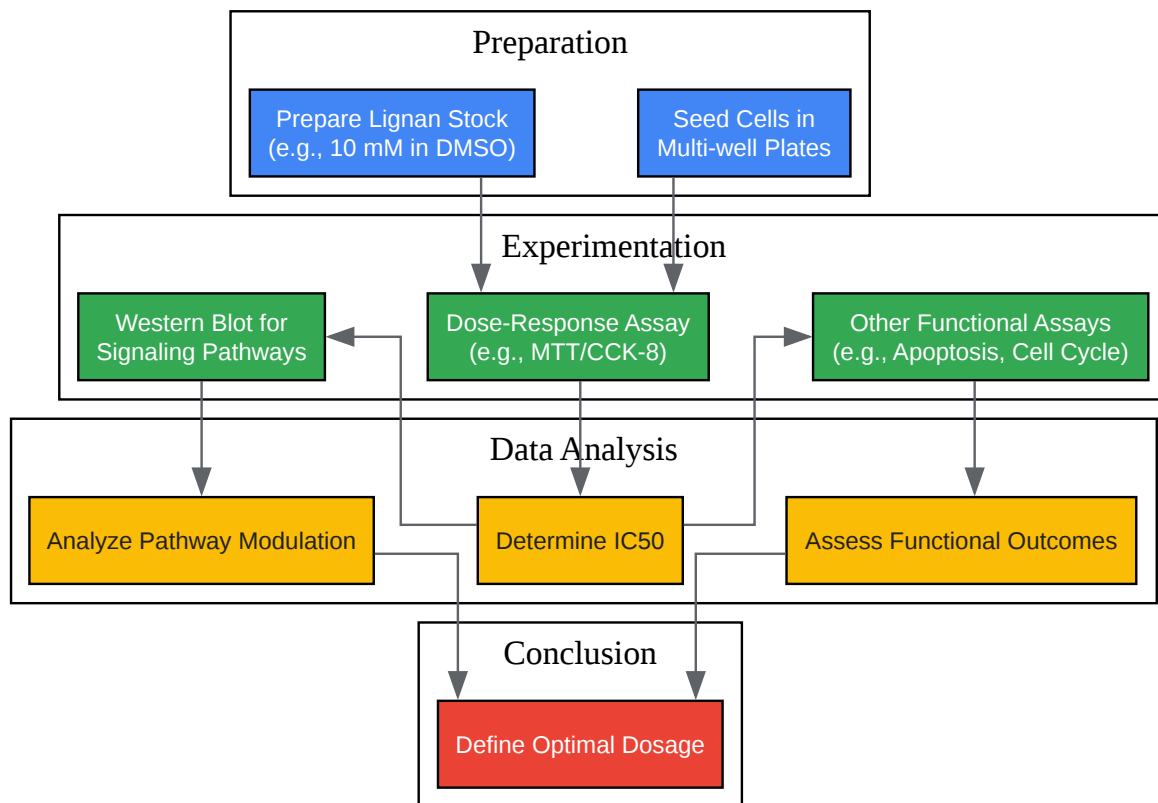 Preparation
Prepare Lignan Stock
(e.g., 10 mM in DMSO)
Seed Cells in
Multi-well Plates
Experimentation
Western Blot for
Signaling Pathways
Dose-Response Assay
(e.g., MTT/CCK-8)
Other Functional Assays
(e.g., Apoptosis, Cell Cycle)
Data Analysis
Analyze Pathway Modulation
Determine IC50
Assess Functional Outcomes
Conclusion
Define Optimal Dosage